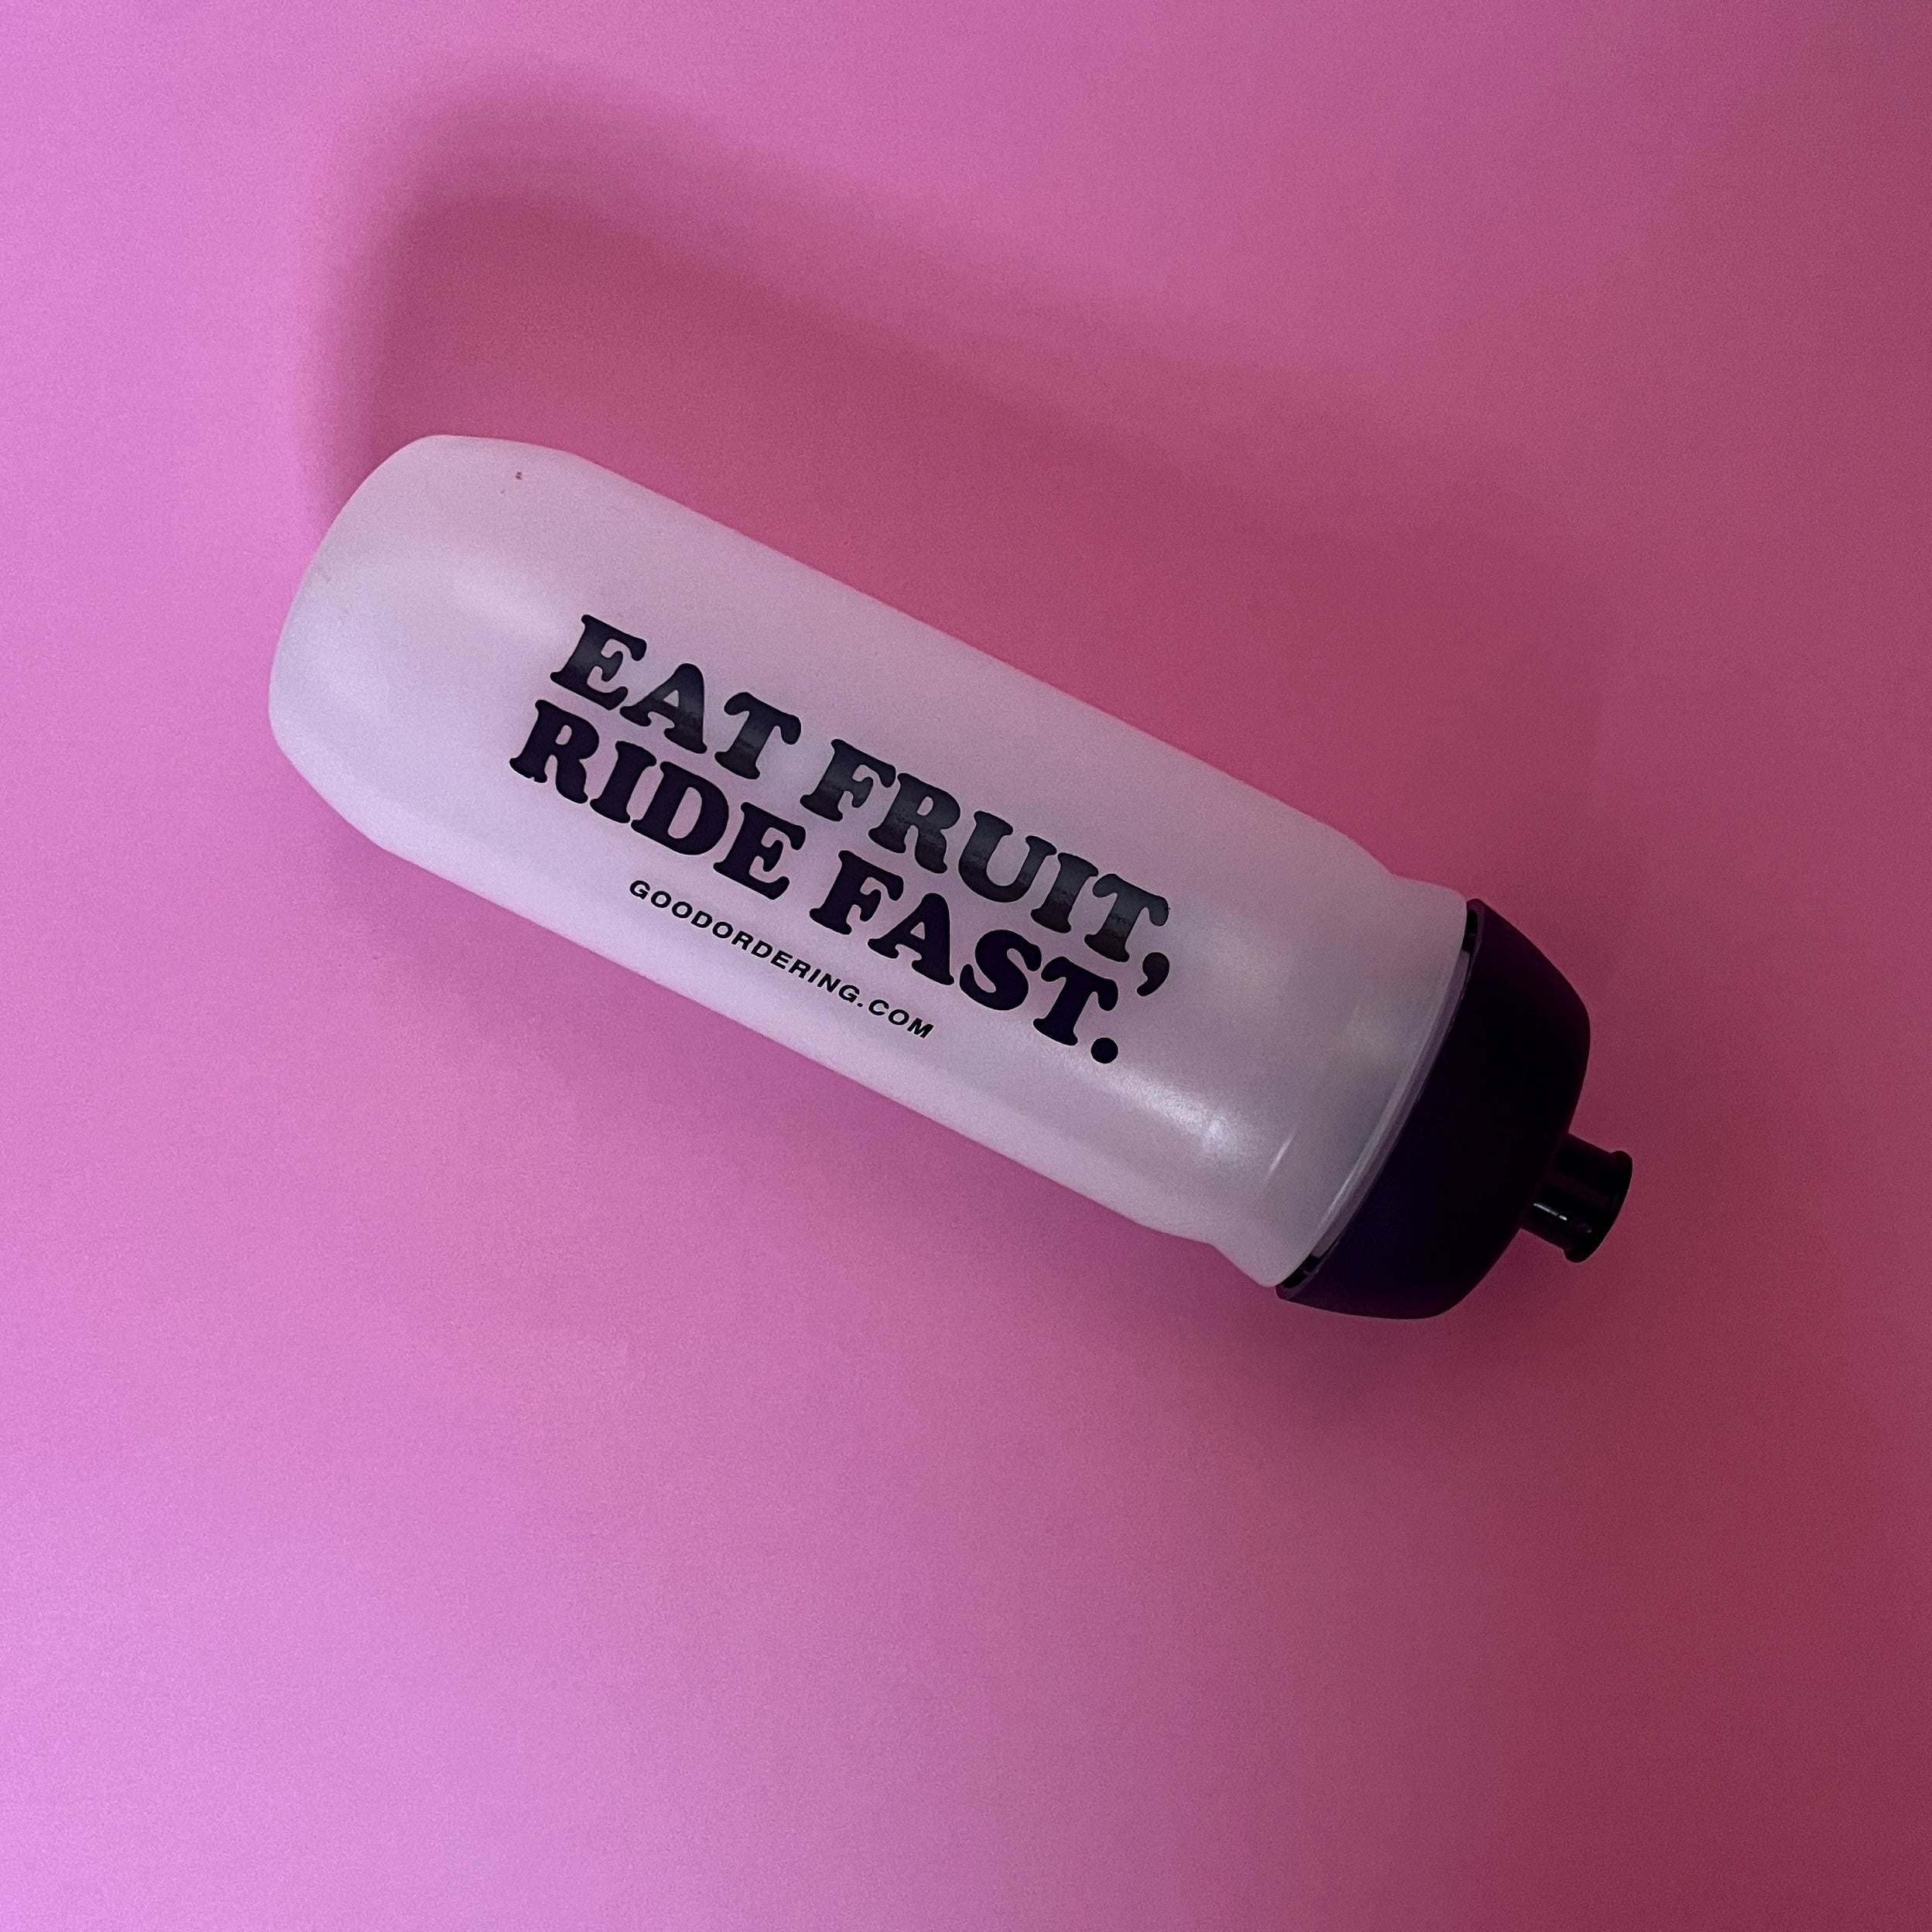 EAT FRUIT,
RIDE FAST.
GOODORDERING.COM